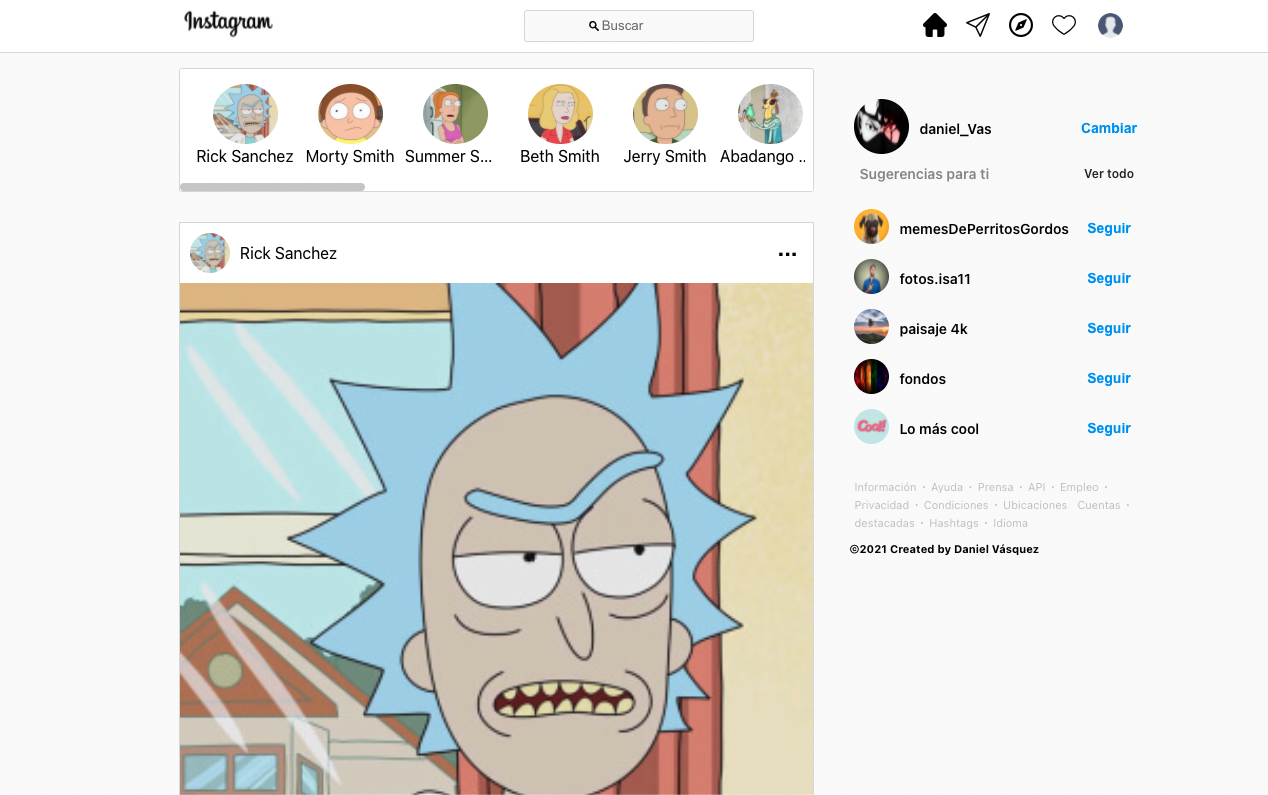 Instagram
Buscar
Rick Sanchez Morty Smith Summer S... Beth Smith Jerry Smith Abadango ..
daniel_Vas Cambiar
Sugerencias para ti Ver todo
Rick Sanchez ...
memesDePerritosGordos Seguir
fotos.isa11 Seguir
paisaje 4k Seguir
fondos Seguir
Cool!
Lo más cool Seguir
Información · Ayuda · Prensa · API · Empleo ·
Privacidad · Condiciones · Ubicaciones Cuentas ·
destacadas · Hashtags · Idioma
©2021 Created by Daniel Vásquez